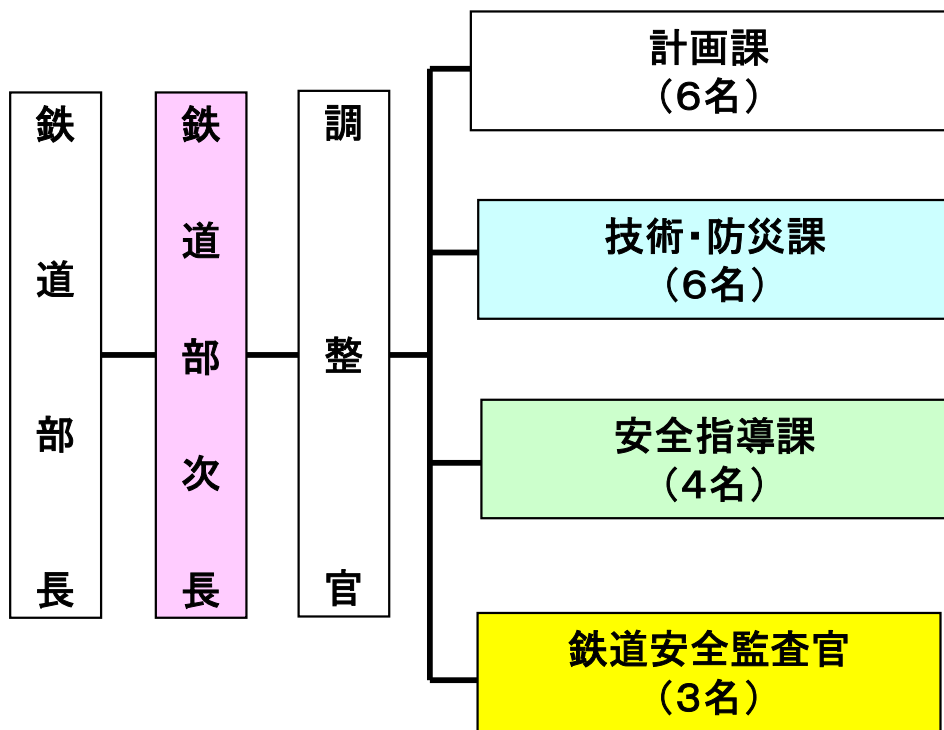 鉄道部長
鉄道部次長
調整官
計画課
（６名）
技術・防災課
（６名）
安全指導課
（４名）
鉄道安全監査官
（３名）